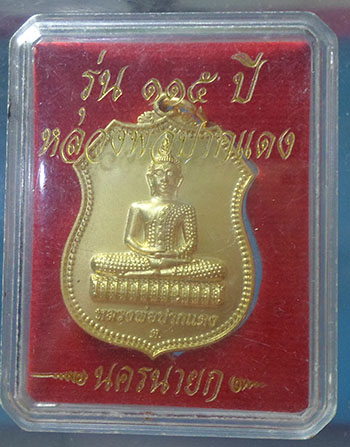 รุ่น ๑๑๕ ปี
หลวงพ่อปากแดง
หลวงพ่อปากแดง
นครนายก